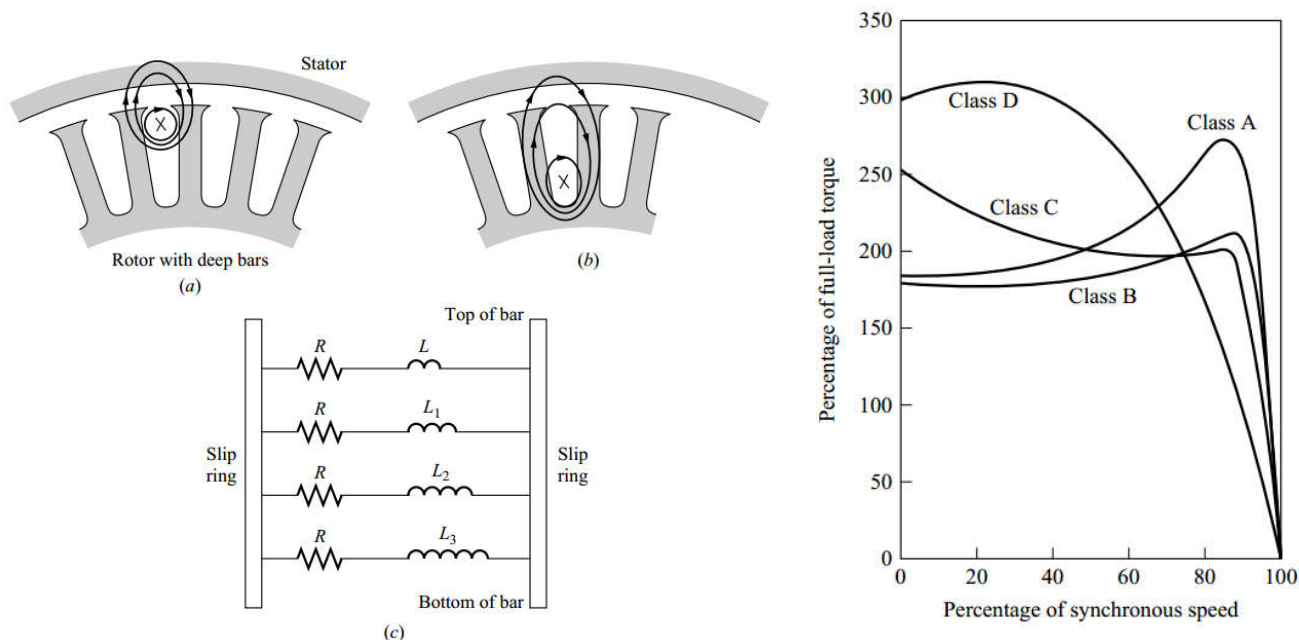 Stator
Rotor with deep bars
(a)
(b)
Top of bar
R L
R L1
Slip ring
Slip ring
R L2
R L3
Bottom of bar
(c)
350
300
250
200
150
100
50
0
Percentage of full-load torque
Class D
Class A
Class C
Class B
0 20 40 60 80 100
Percentage of synchronous speed